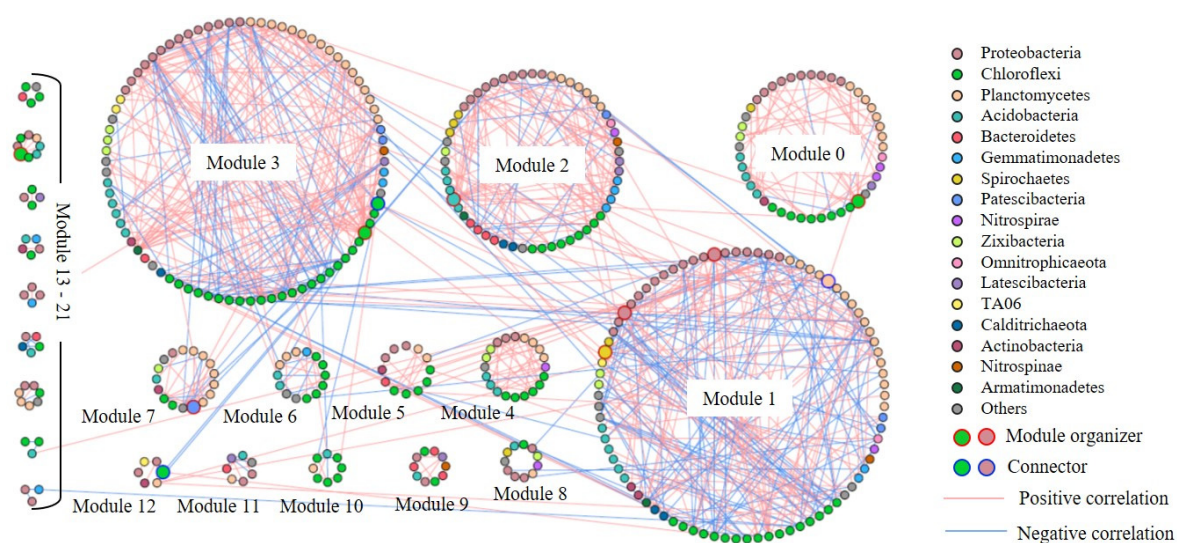 Module 3
Module 2
Module 0
Module 13 - 21
Module 1
Module 7
Module 6
Module 5
Module 4
Module 12
Module 11
Module 10
Module 9
Module 8
Proteobacteria
Chloroflexi
Planctomycetes
Acidobacteria
Bacteroidetes
Gemmatimonadetes
Spirochaetes
Patescibacteria
Nitrospirae
Zixibacteria
Omnitrophicaeota
Latescibacteria
TA06
Calditrichaeota
Actinobacteria
Nitrospinae
Armatimonadetes
Others
Module organizer
Connector
Positive correlation
Negative correlation